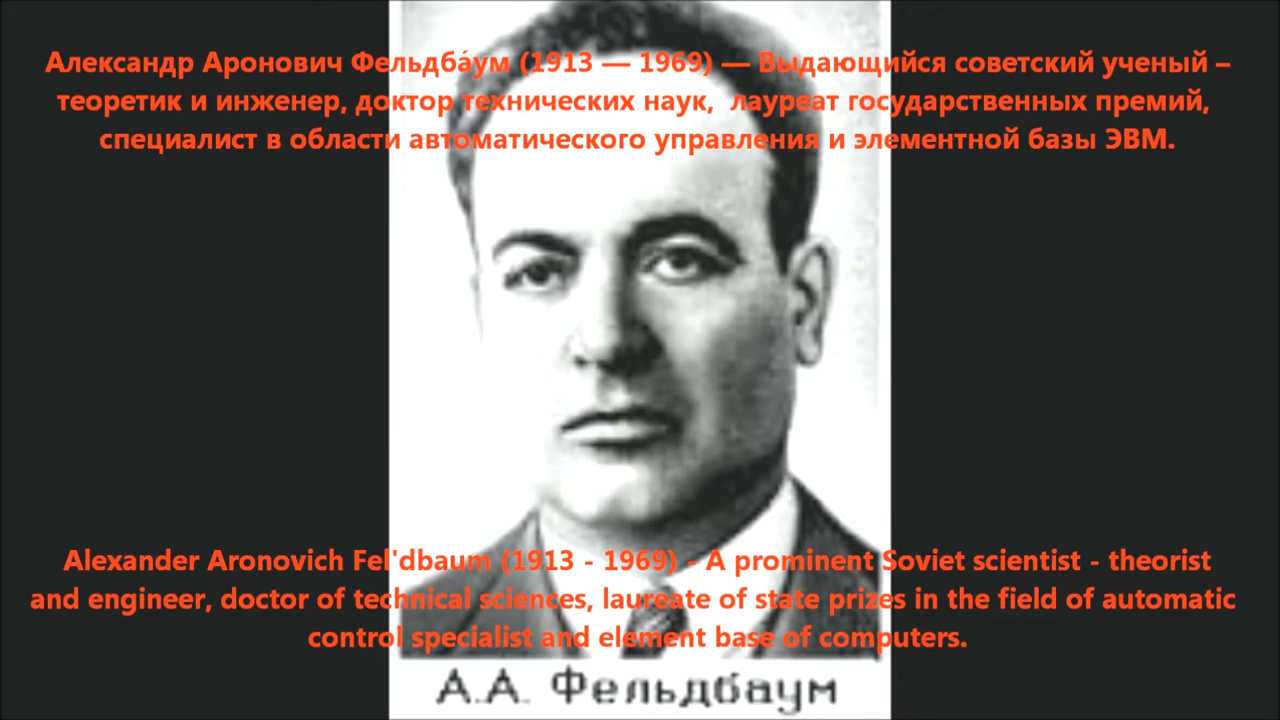 Александр Аронович Фельдба́ум (1913 — 1969) — Выдающийся советский ученый –
теоретик и инженер, доктор технических наук,  лауреат государственных премий,
специалист в области автоматического управления и элементной базы ЭВМ.
Alexander Aronovich Fel'dbaum (1913 - 1969) - A prominent Soviet scientist - theorist
and engineer, doctor of technical sciences, laureate of state prizes in the field of automatic
control specialist and element base of computers.
А.А. Фельдбаум